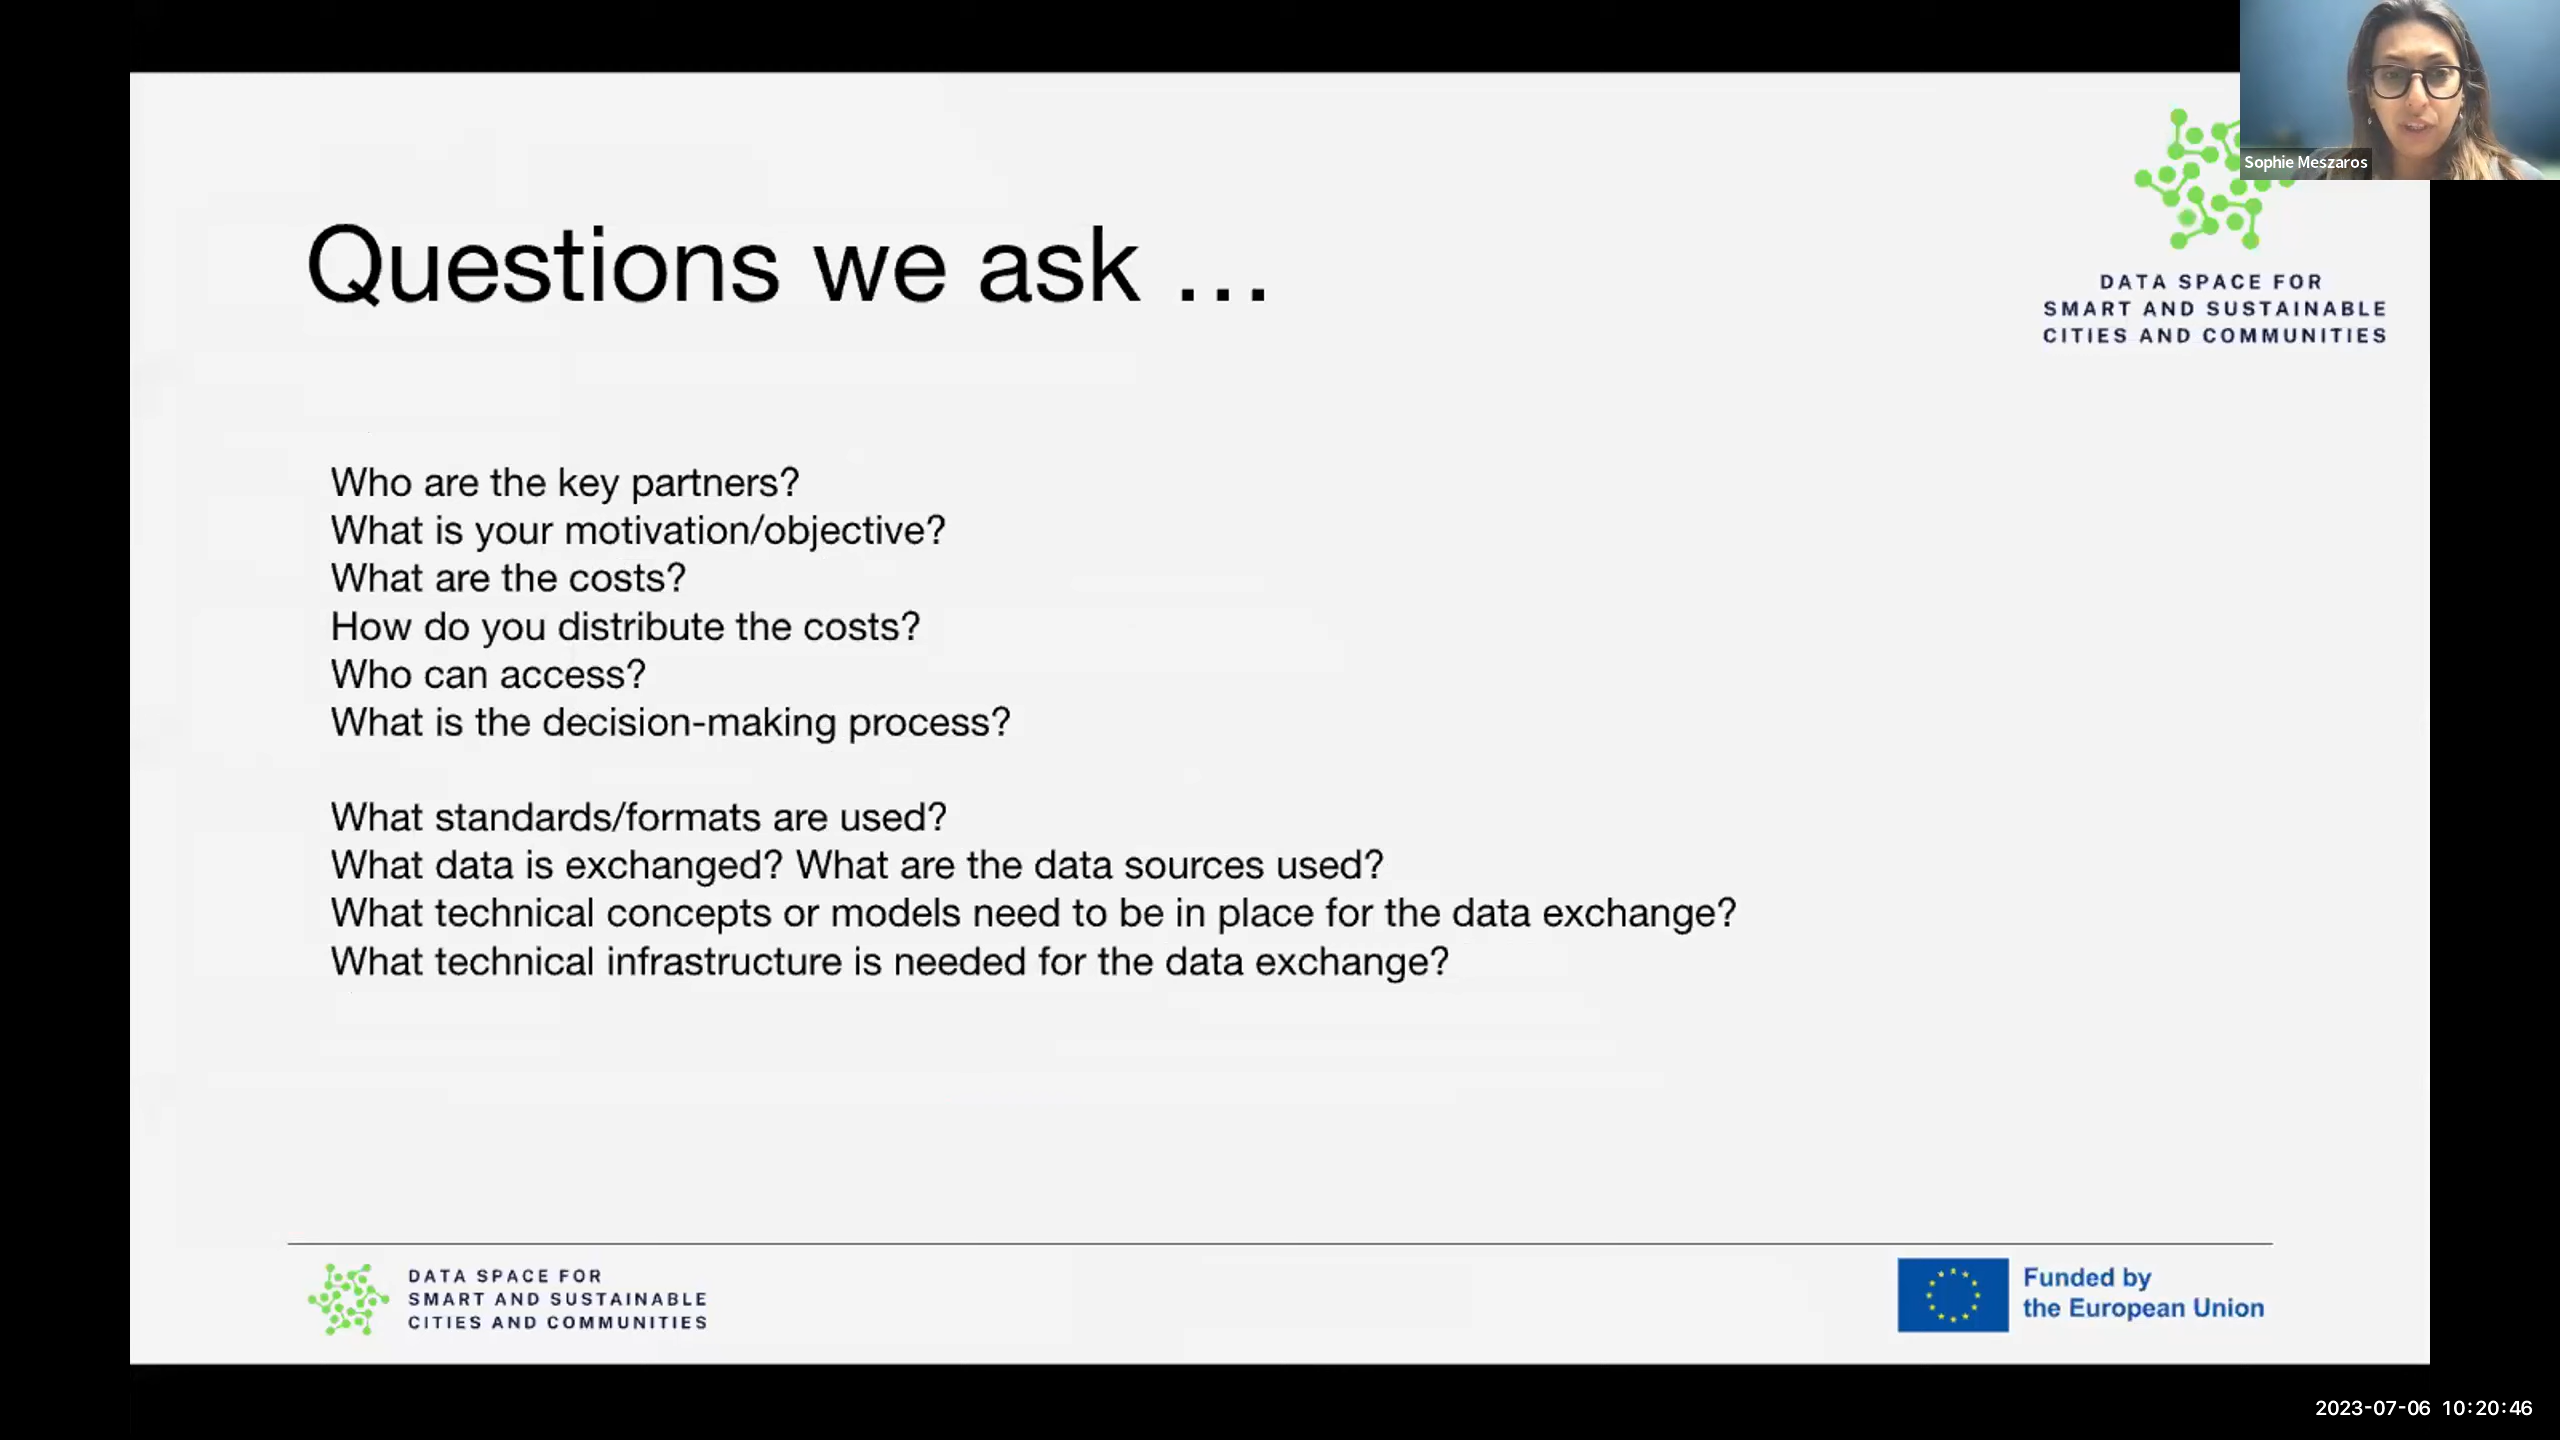 Sophie Meszaros
DATA SPACE FOR
SMART AND SUSTAINABLE
CITIES AND COMMUNITIES
Questions we ask ...
Who are the key partners?
What is your motivation/objective?
What are the costs?
How do you distribute the costs?
Who can access?
What is the decision-making process?
What standards/formats are used?
What data is exchanged? What are the data sources used?
What technical concepts or models need to be in place for the data exchange?
What technical infrastructure is needed for the data exchange?
DATA SPACE FOR
SMART AND SUSTAINABLE
CITIES AND COMMUNITIES
Funded by
the European Union
2023-07-06 10:20:46